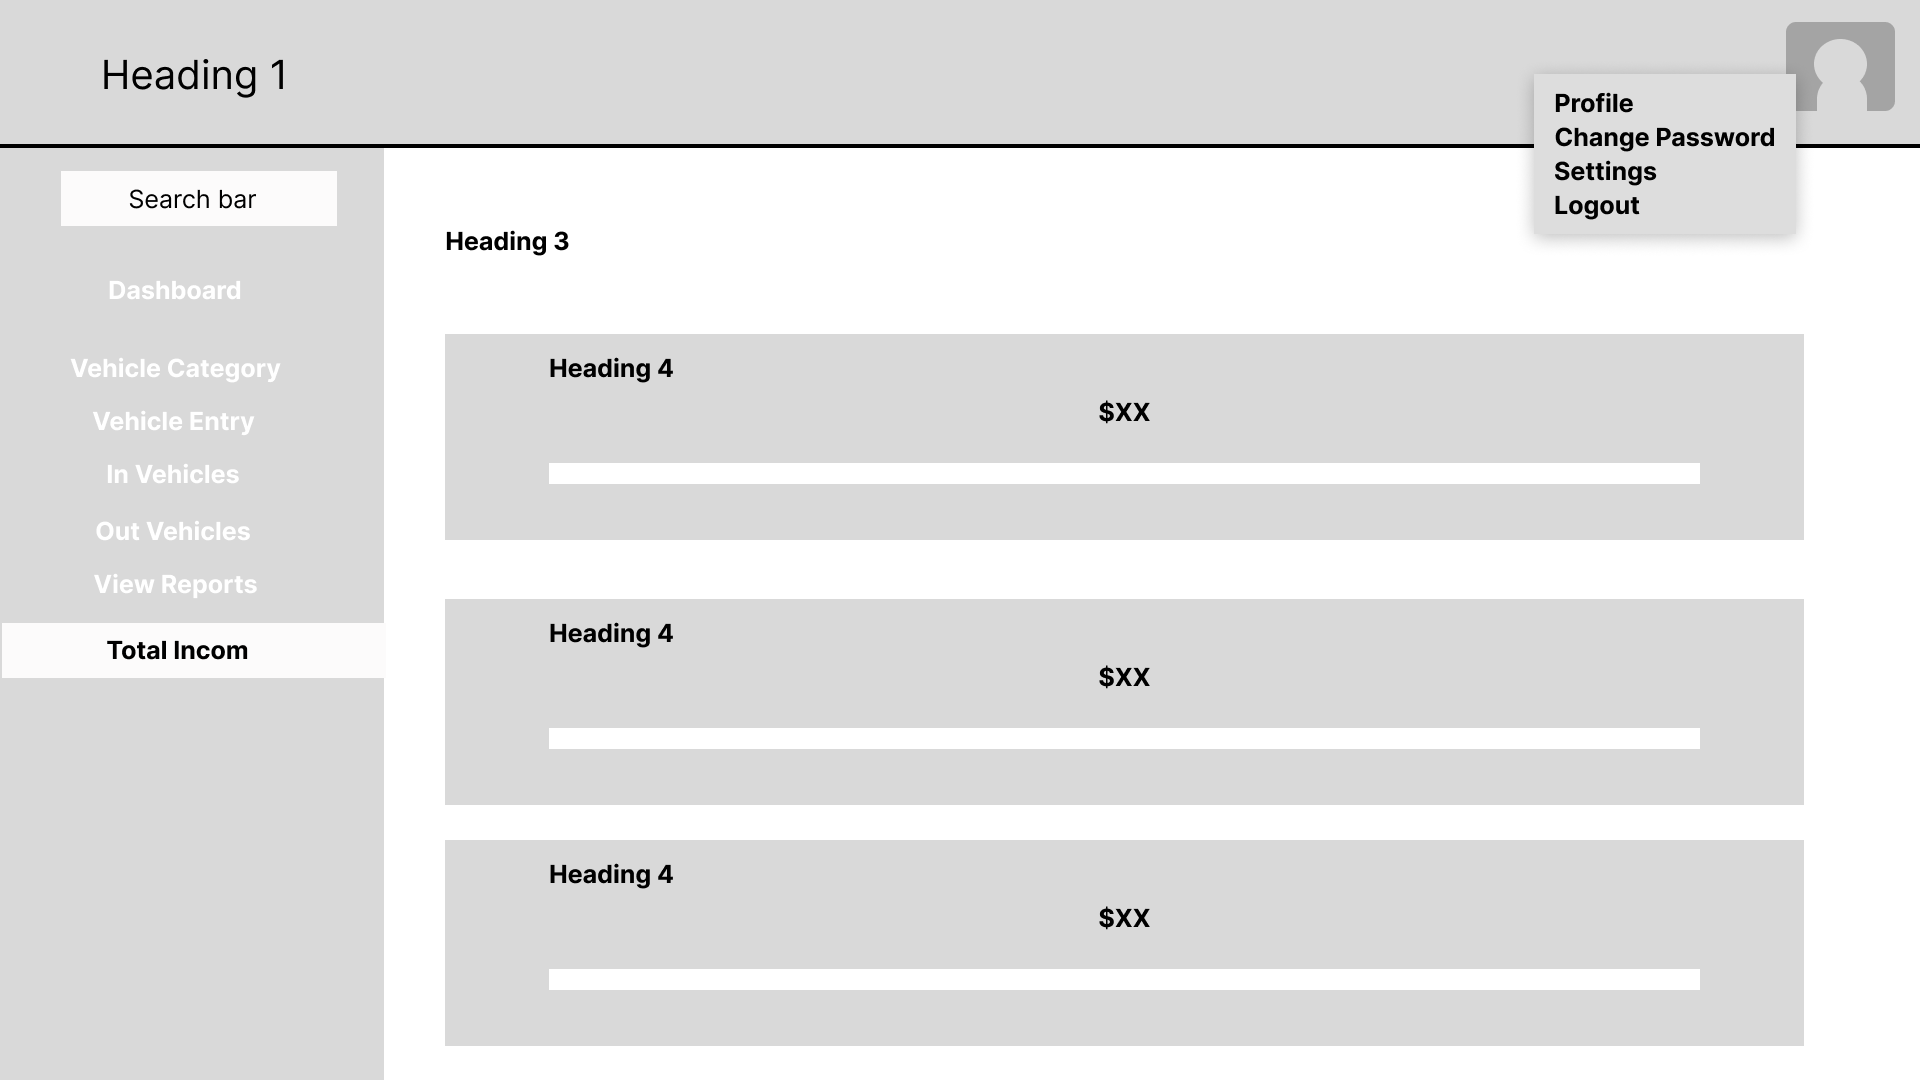 Heading 1
Profile
Change Password
Settings
Logout
Search bar
Dashboard
Vehicle Category
Vehicle Entry
In Vehicles
Out Vehicles
View Reports
Total Incom
Heading 3
Heading 4
$XX
Heading 4
$XX
Heading 4
$XX